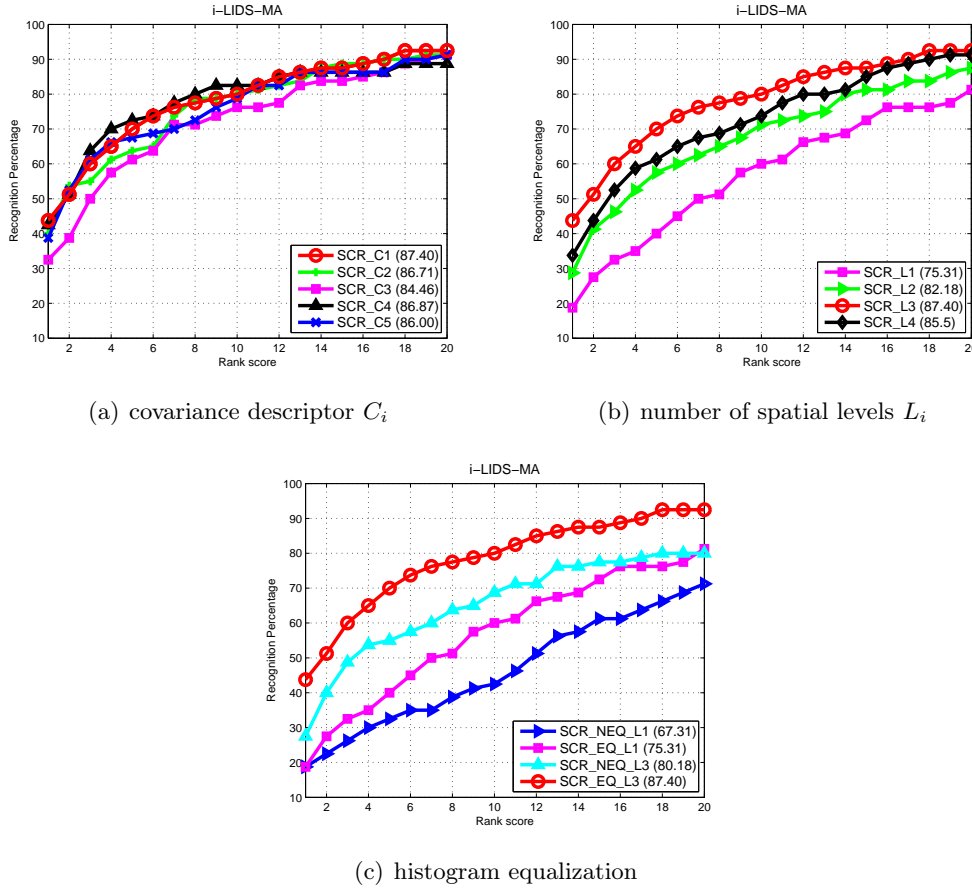 i−LIDS−MA
100
90
80
70
60
50
40
30
20
10
Recognition Percentage
2 4 6 8 10 12 14 16 18 20
Rank score
SCR_C1 (87.40)
SCR_C2 (86.71)
SCR_C3 (84.46)
SCR_C4 (86.87)
SCR_C5 (86.00)
(a) covariance descriptor C_i
i−LIDS−MA
100
90
80
70
60
50
40
30
20
10
Recognition Percentage
2 4 6 8 10 12 14 16 18 20
Rank score
SCR_L1 (75.31)
SCR_L2 (82.18)
SCR_L3 (87.40)
SCR_L4 (85.5)
(b) number of spatial levels L_i
i−LIDS−MA
100
90
80
70
60
50
40
30
20
10
Recognition Percentage
2 4 6 8 10 12 14 16 18 20
Rank score
SCR_NEQ_L1 (67.31)
SCR_EQ_L1 (75.31)
SCR_NEQ_L3 (80.18)
SCR_EQ_L3 (87.40)
(c) histogram equalization